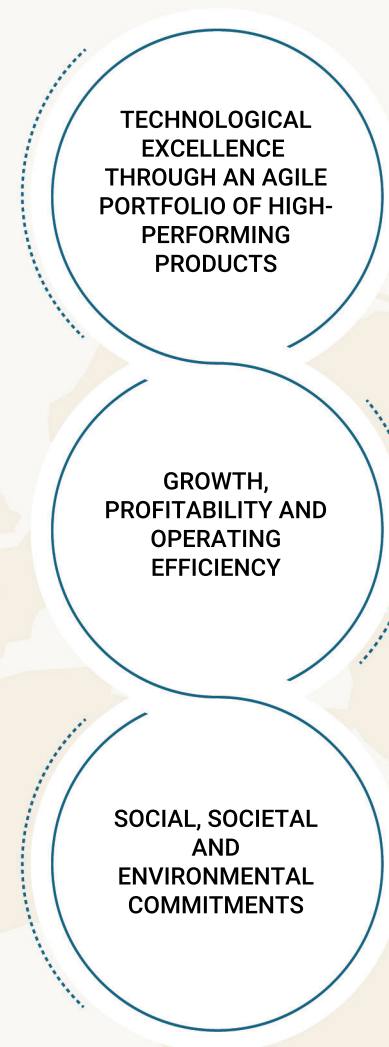 TECHNOLOGICAL
EXCELLENCE
THROUGH AN AGILE
PORTFOLIO OF HIGH-
PERFORMING
PRODUCTS
GROWTH,
PROFITABILITY AND
OPERATING
EFFICIENCY
SOCIAL, SOCIETAL
AND
ENVIRONMENTAL
COMMITMENTS